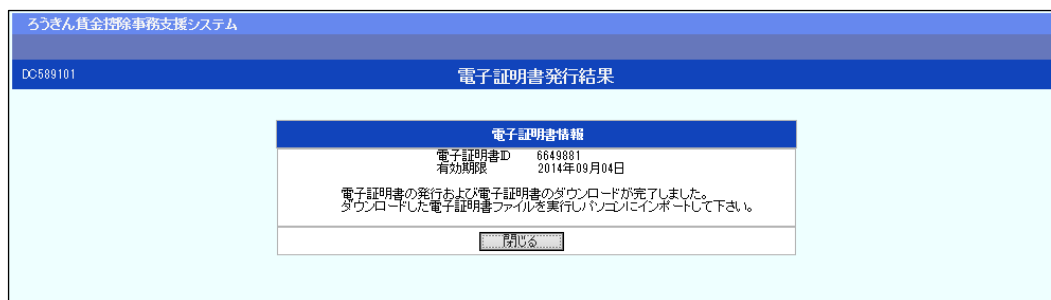 ろうきん賃金控除事務支援システム
DC589101
電子証明書発行結果
電子証明書情報
電子証明書ID 6649881
有効期限 2014年09月04日
電子証明書の発行および電子証明書のダウンロードが完了しました。
ダウンロードした電子証明書ファイルを実行しパソコンにインポートして下さい。
閉じる